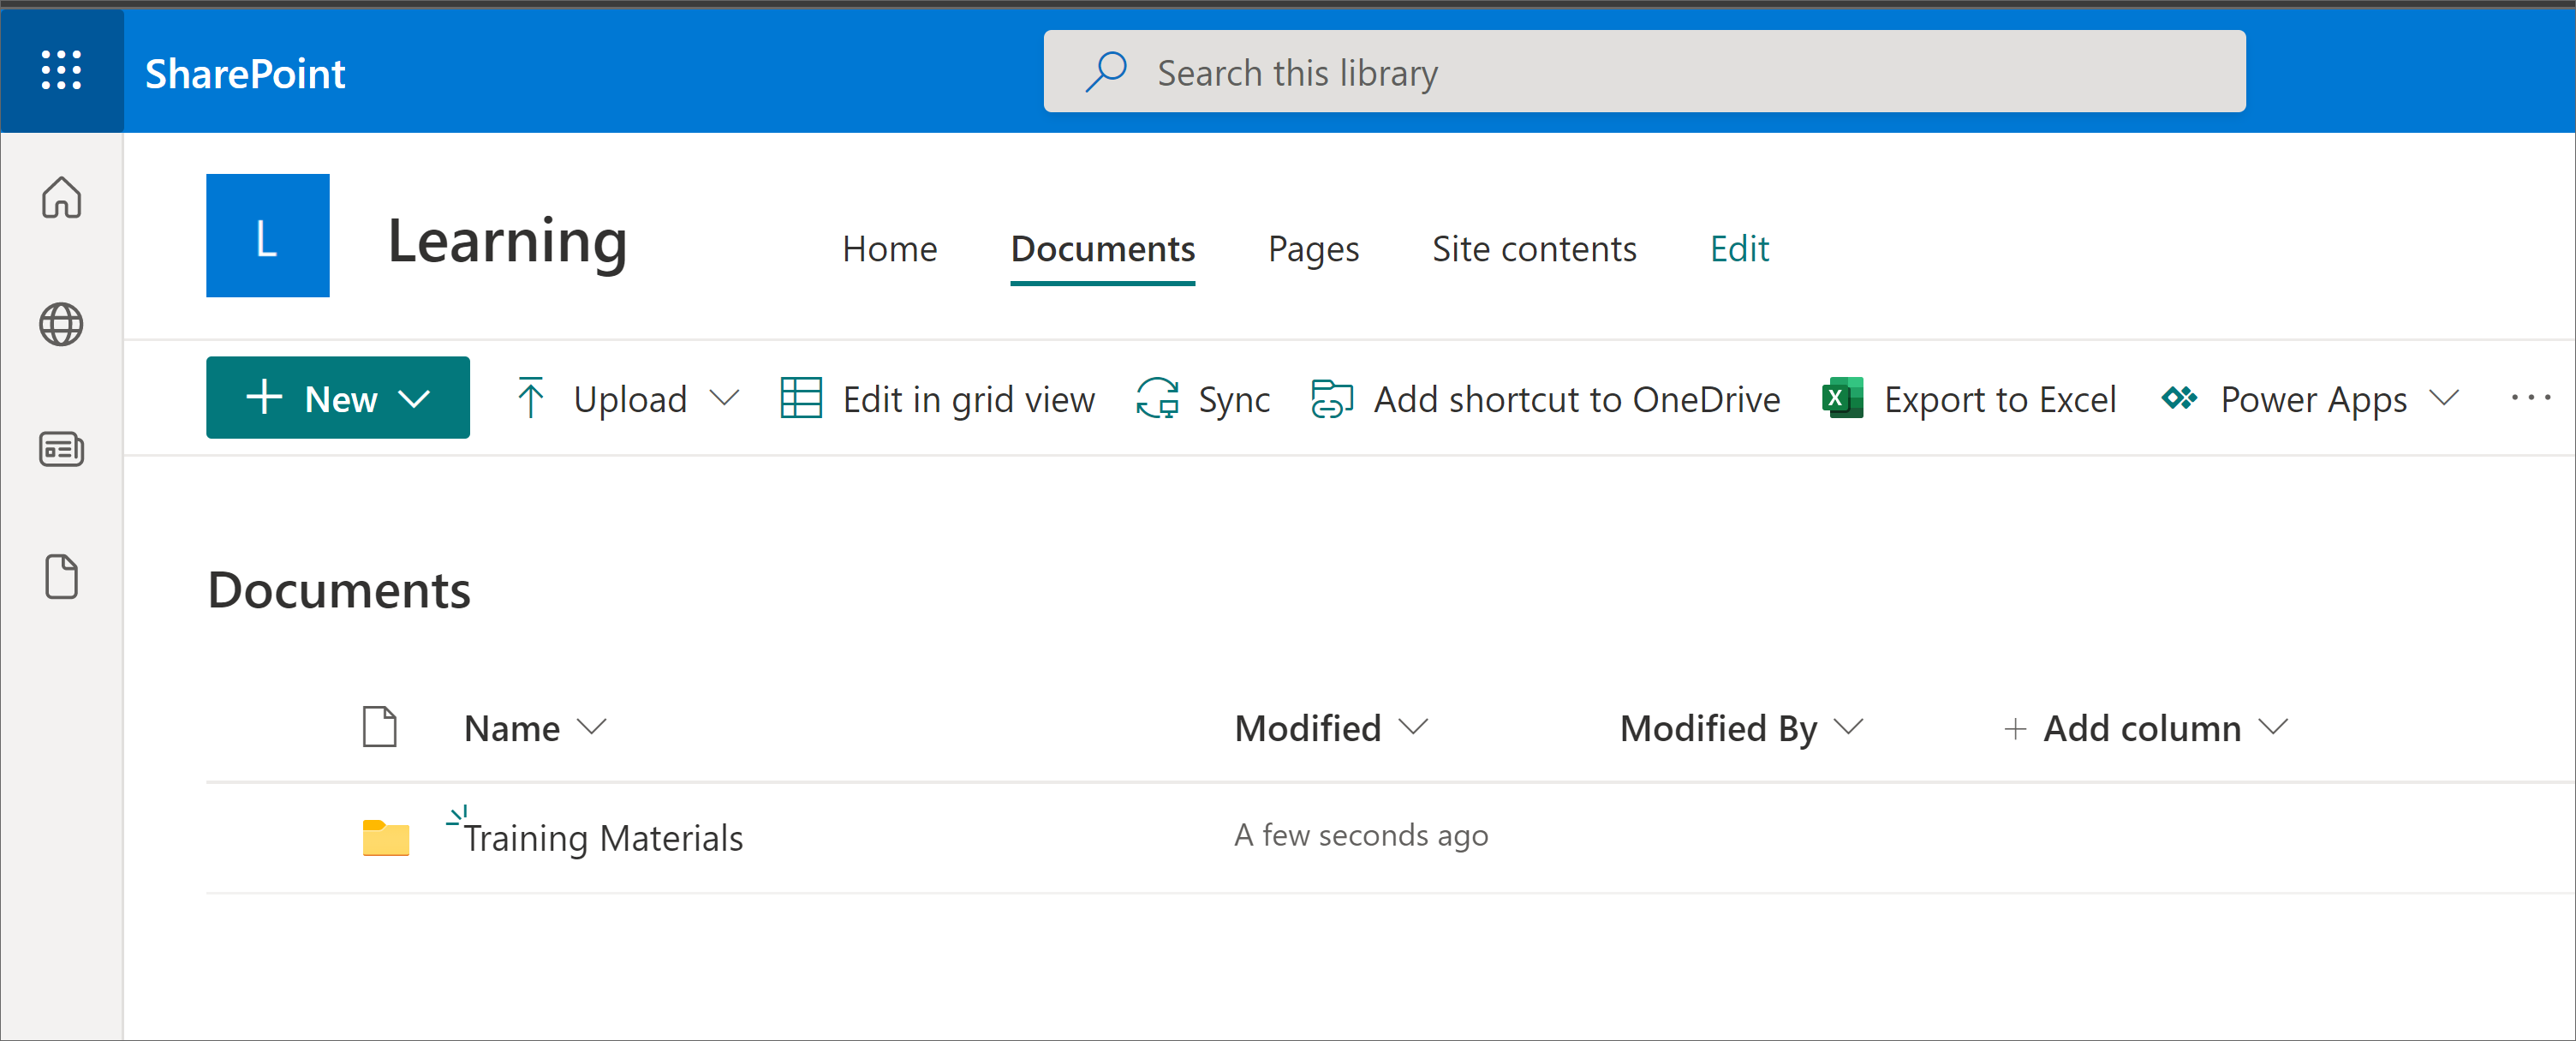 SharePoint
Search this library
L
Learning
Home Documents Pages Site contents Edit
New Upload Edit in grid view Sync Add shortcut to OneDrive Export to Excel Power Apps
Documents
Name Modified Modified By Add column
Training Materials A few seconds ago